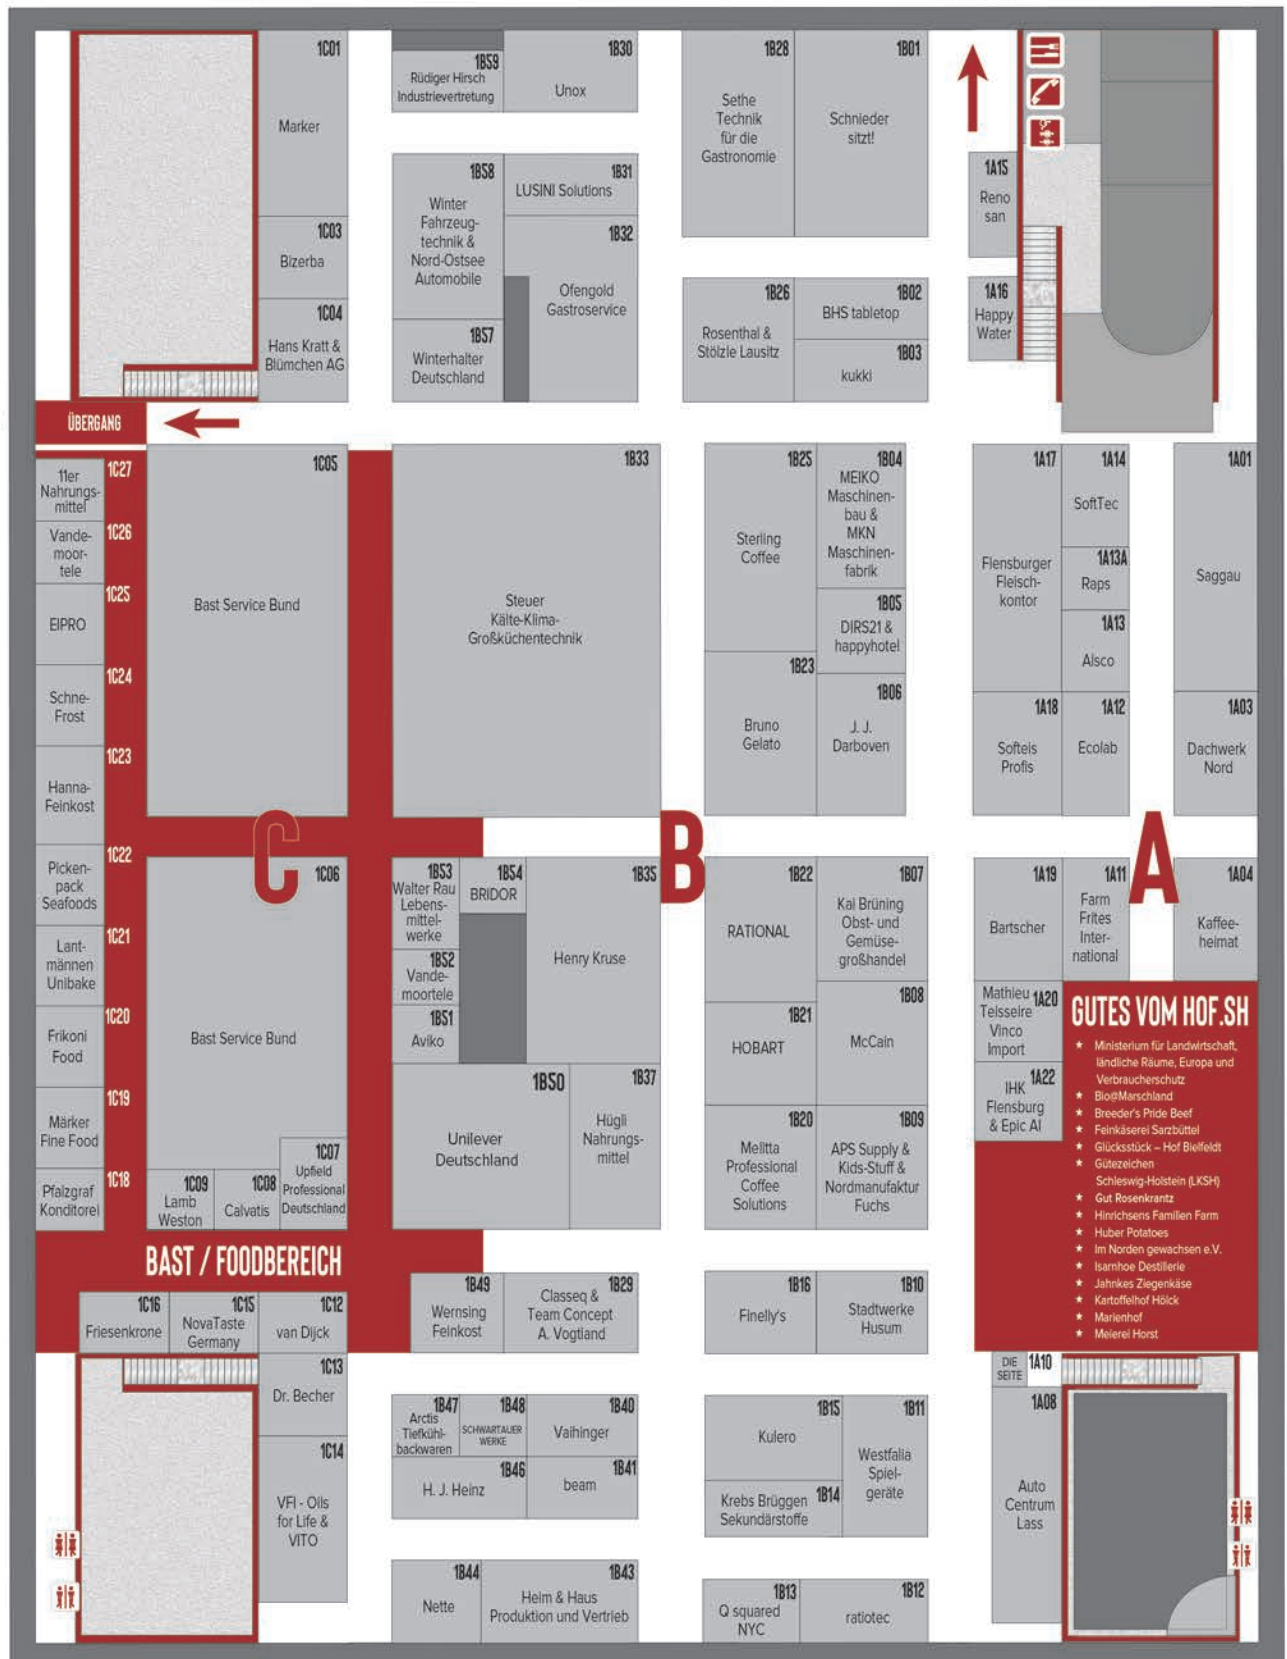 1C01
Marker
1C03
Bizerba
1C04
Hans Kratt &
Blümchen AG
ÜBERGANG
1B59
Rüdiger Hirsch
Industrievertretung
1B30
Unox
1B58
Winter
Fahrzeug-
technik &
Nord-Ostsee
Automobile
1B31
LUSINI Solutions
1B32
Ofengold
Gastroservice
1B57
Winterhalter
Deutschland
1B28
Sethe
Technik
für die
Gastronomie
1B01
Schnieder
sitzt!
1B26
Rosenthal &
Stölzle Lausitz
1B02
BHS tabletop
1B03
kukki
1A15
Reno
san
1A16
Happy
Water
1C27
11er
Nahrungs-
mittel
1C26
Vande-
moor-
tele
1C25
EIPRO
1C24
Schne-
Frost
1C23
Hanna-
Feinkost
1C22
Picken-
pack
Seafoods
1C21
Lant-
männen
Unibake
1C20
Frikoni
Food
1C19
Märker
Fine Food
1C18
Pfalzgraf
Konditorei
1C05
Bast Service Bund
C
1C06
Bast Service Bund
1C07
Upfield
Professional
Deutschland
1C09
Lamb
Weston
1C08
Calvatis
BAST / FOODBEREICH
1C16
Friesenkrone
1C15
NovaTaste
Germany
1C12
van Dijck
1C13
Dr. Becher
1C14
VFI - Oils
for Life &
VITO
1B33
Steuer
Kälte-Klima-
Großküchentechnik
B
1B53
Walter Rau
Lebens-
mittel-
werke
1B54
BRIDOR
1B35
Henry Kruse
1B52
Vande-
moortele
1B51
Aviko
1B50
Unilever
Deutschland
1B37
Hügli
Nahrungs-
mittel
1B49
Wernsing
Feinkost
1B29
Classeq &
Team Concept
A. Vogtland
1B47
Arctis
Tiefkühl-
backwaren
1B48
SCHWARTAUER
WERKE
1B40
Vaihinger
1B46
H. J. Heinz
1B41
beam
1B44
Nette
1B43
Heim & Haus
Produktion und Vertrieb
1B25
Sterling
Coffee
1B04
MEIKO
Maschinen-
bau &
MKN
Maschinen-
fabrik
1B05
DIRS21 &
happyhotel
1B23
Bruno
Gelato
1B06
J. J.
Darboven
1B22
RATIONAL
1B07
Kai Brüning
Obst- und
Gemüse-
großhandel
1B21
HOBART
1B08
McCain
1B20
Melitta
Professional
Coffee
Solutions
1B09
APS Supply &
Kids-Stuff &
Nordmanufaktur
Fuchs
1B16
Finelly's
1B10
Stadtwerke
Husum
1B15
Kulero
1B11
Westfalia
Spiel-
geräte
1B14
Krebs Brüggen
Sekundärstoffe
1B13
Q squared
NYC
1B12
ratiotec
1A17
Flensburger
Fleisch-
kontor
1A14
SoftTec
1A13A
Raps
1A13
Alsco
1A01
Saggau
1A18
Softeis
Profis
1A12
Ecolab
1A03
Dachwerk
Nord
A
1A19
Bartscher
1A11
Farm
Frites
Inter-
national
1A04
Kaffee-
heimat
1A20
Mathieu
Teisseire
Vinco
Import
1A22
IHK
Flensburg
& Epic AI
GUTES VOM HOF.SH
★ Ministerium für Landwirtschaft,
ländliche Räume, Europa und
Verbraucherschutz
★ Bio@Marschland
★ Breeder's Pride Beef
★ Feinkäserei Sarzbüttel
★ Glücksstück – Hof Bielfeldt
★ Gütezeichen
Schleswig-Holstein (LKSH)
★ Gut Rosenkrantz
★ Hinrichsens Familien Farm
★ Huber Potatoes
★ Im Norden gewachsen e.V.
★ Isarnhoe Destillerie
★ Jahnkes Ziegenkäse
★ Kartoffelhof Hölck
★ Marienhof
★ Meierei Horst
DIE
SEITE
1A10
1A08
Auto
Centrum
Lass